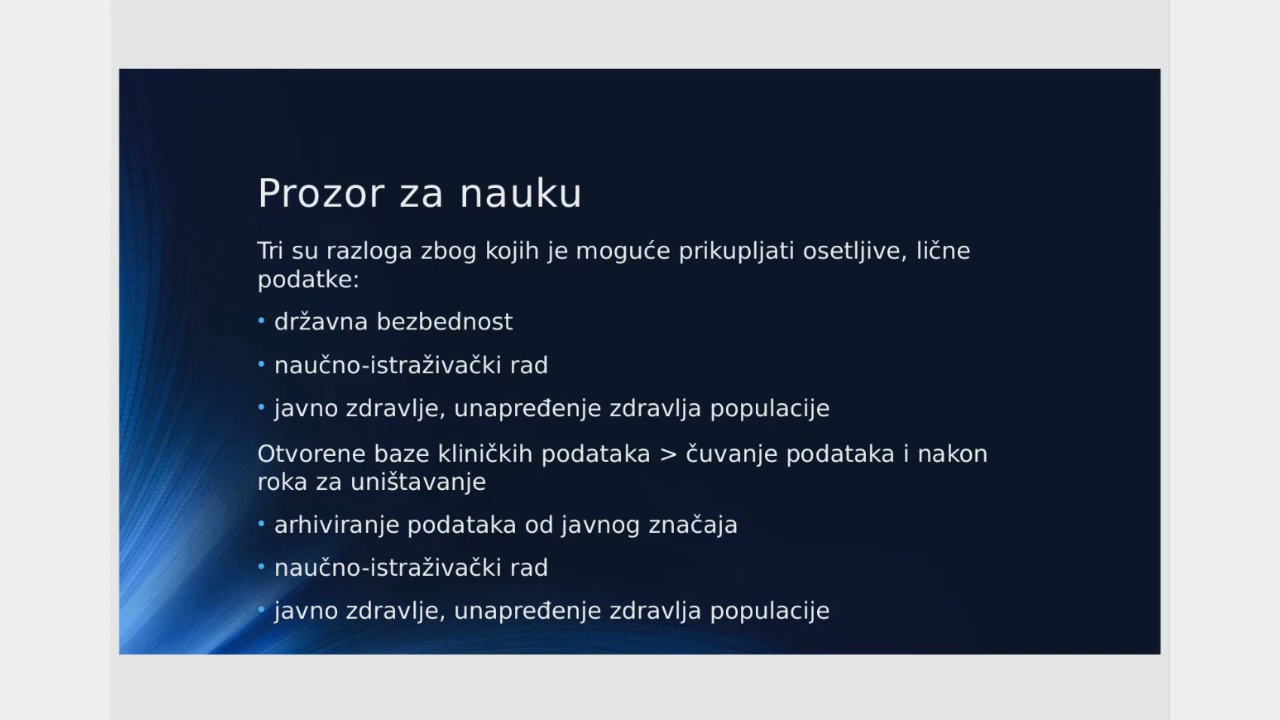 Prozor za nauku
Tri su razloga zbog kojih je moguće prikupljati osetljive, lične
podatke:
• državna bezbednost
• naučno-istraživački rad
• javno zdravlje, unapređenje zdravlja populacije
Otvorene baze kliničkih podataka > čuvanje podataka i nakon
roka za uništavanje
• arhiviranje podataka od javnog značaja
• naučno-istraživački rad
• javno zdravlje, unapređenje zdravlja populacije